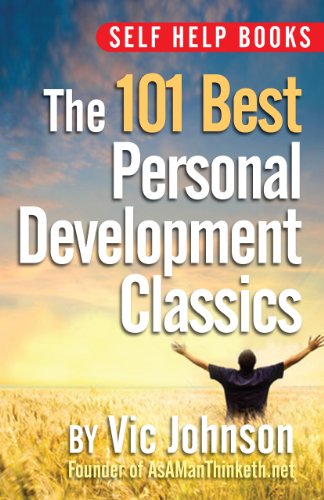 SELF HELP BOOKS
The 101 Best
Personal
Development
Classics
BY Vic Johnson
Founder of AsAManThinketh.net